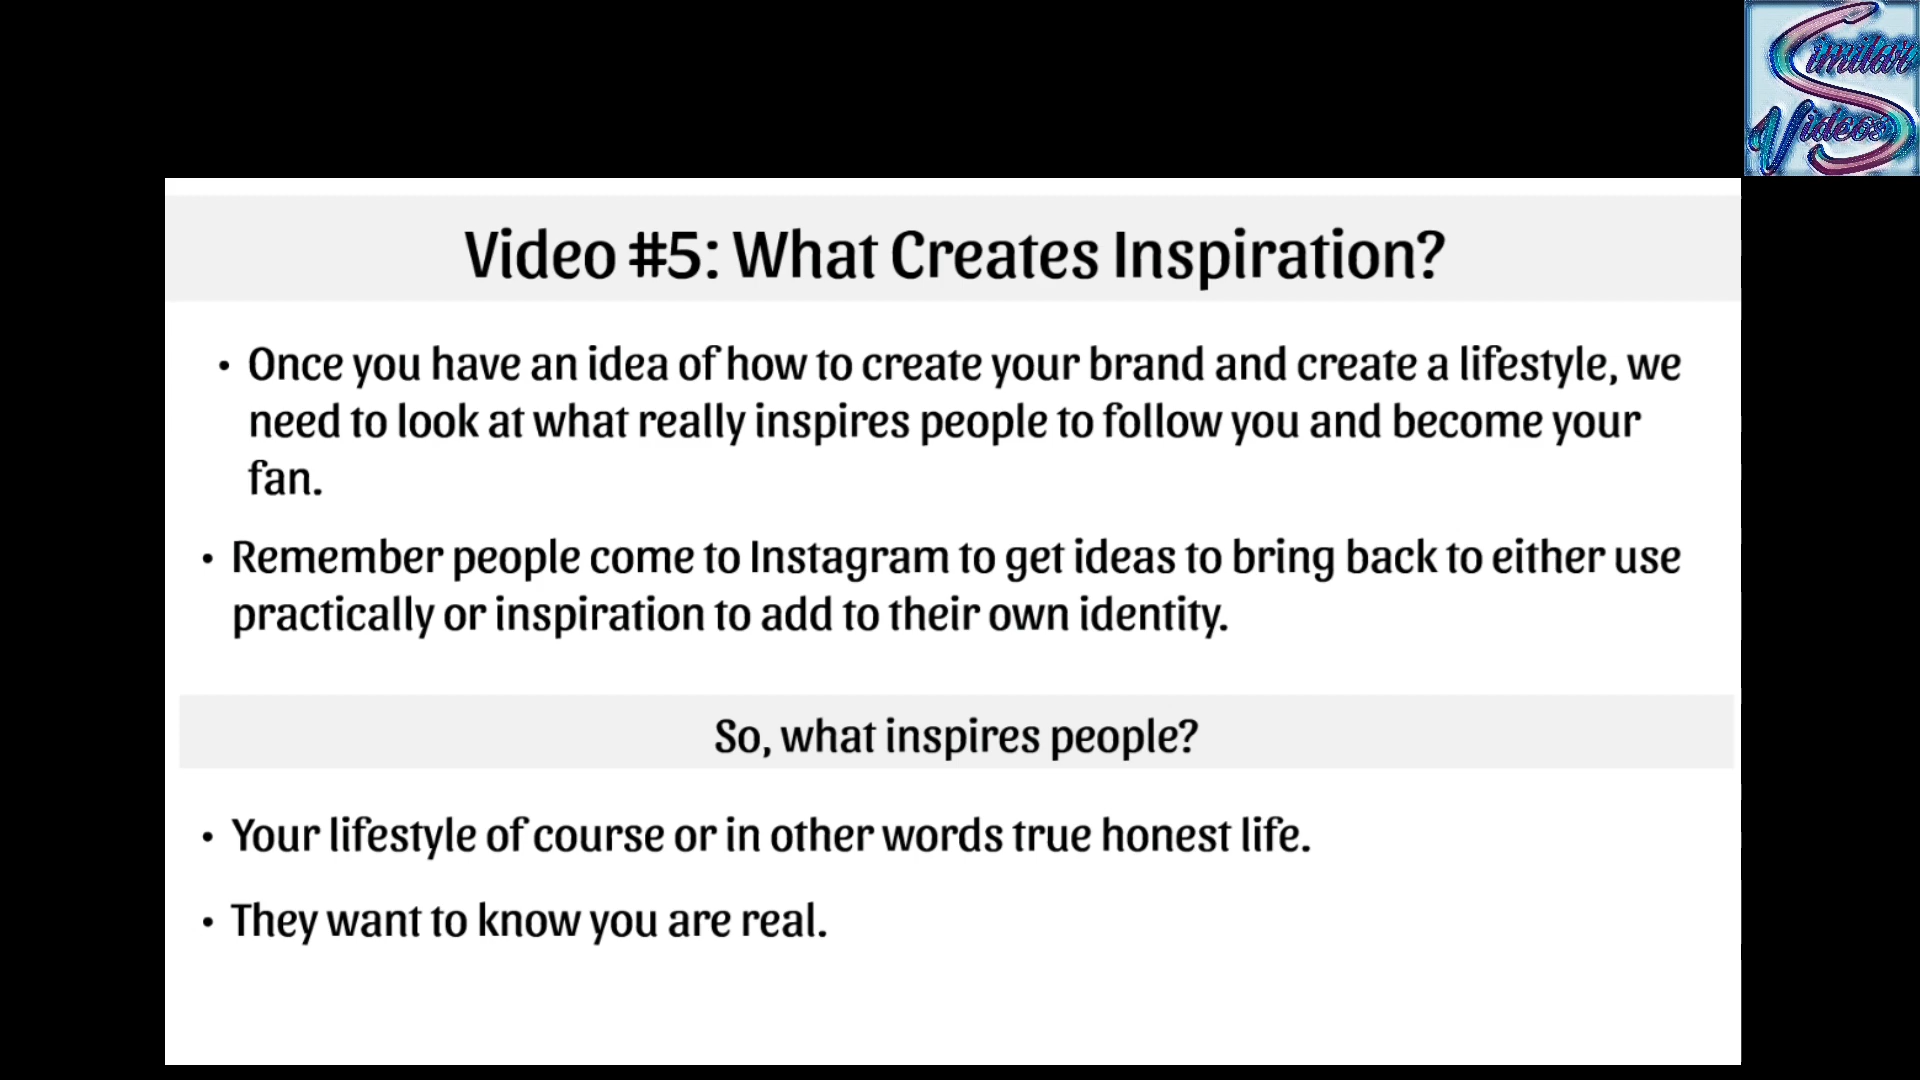 Similar
Videos
Video #5: What Creates Inspiration?
• Once you have an idea of how to create your brand and create a lifestyle, we
need to look at what really inspires people to follow you and become your
fan.
• Remember people come to Instagram to get ideas to bring back to either use
practically or inspiration to add to their own identity.
So, what inspires people?
• Your lifestyle of course or in other words true honest life.
• They want to know you are real.